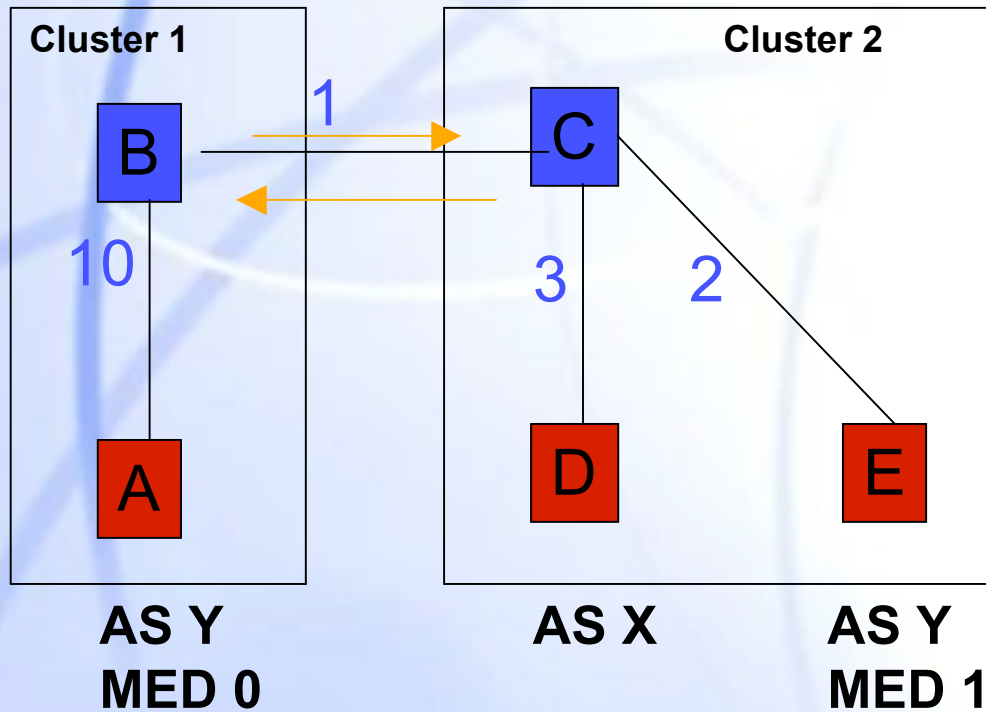 Cluster 1
Cluster 2
1
B
C
10
3
2
A
D
E
AS Y
AS X
AS Y
MED 0
MED 1